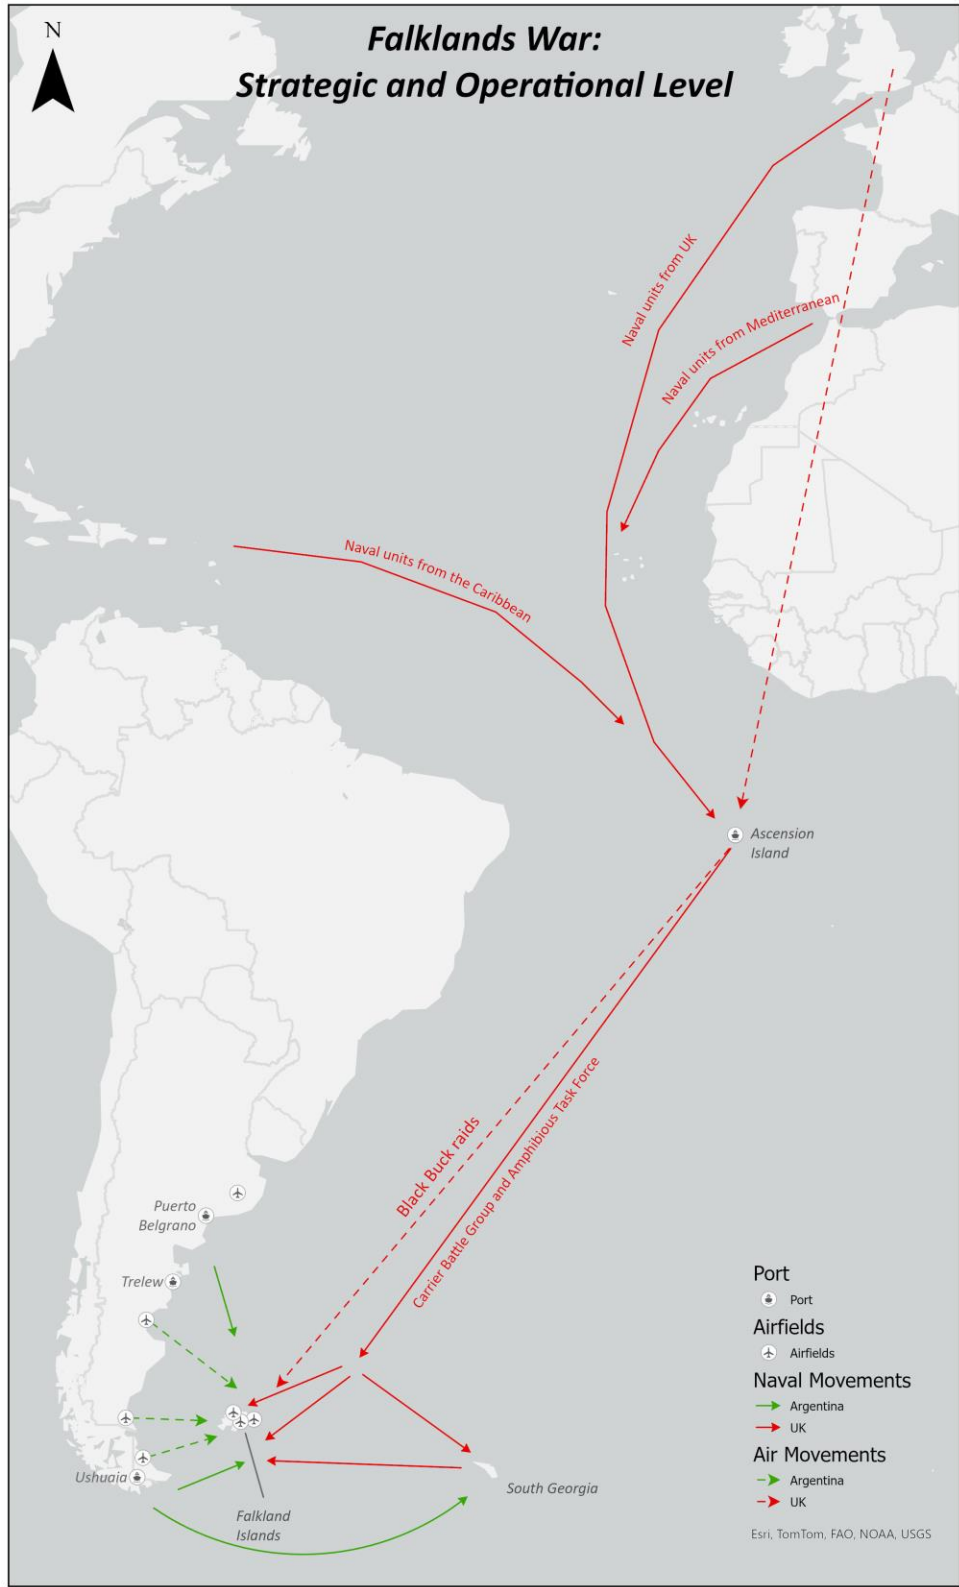 N
Falklands War:
Strategic and Operational Level
Naval units from UK
Naval units from Mediterranean
Naval units from the Caribbean
Ascension
Island
Black Buck raids
Carrier Battle Group and Amphibious Task Force
Puerto
Belgrano
Trelew
Ushuaia
Falkland
Islands
South Georgia
Port
Port
Airfields
Airfields
Naval Movements
Argentina
UK
Air Movements
Argentina
UK
Esri, TomTom, FAO, NOAA, USGS